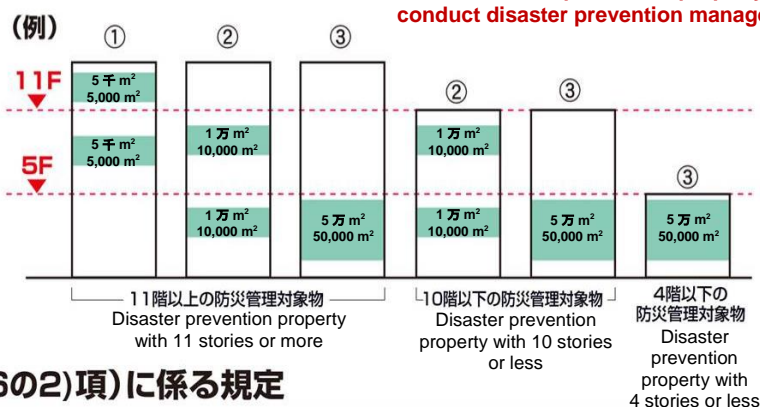 conduct disaster prevention manage
(例)
① ② ③
11F
5千m²
5,000 m²
5千m²
5,000 m²
1万m²
10,000 m²
1万m²
10,000 m²
5万m²
50,000 m²
② ③
1万m²
10,000 m²
1万m²
10,000 m²
5万m²
50,000 m²
5F
③
5万m²
50,000 m²
11階以上の防災管理対象物
Disaster prevention property
with 11 stories or more
10階以下の防災管理対象物
Disaster prevention
property with 10 stories
or less
4階以下の
防災管理対象物
Disaster
prevention
property with
4 stories or less
6の2)項)に係る規定